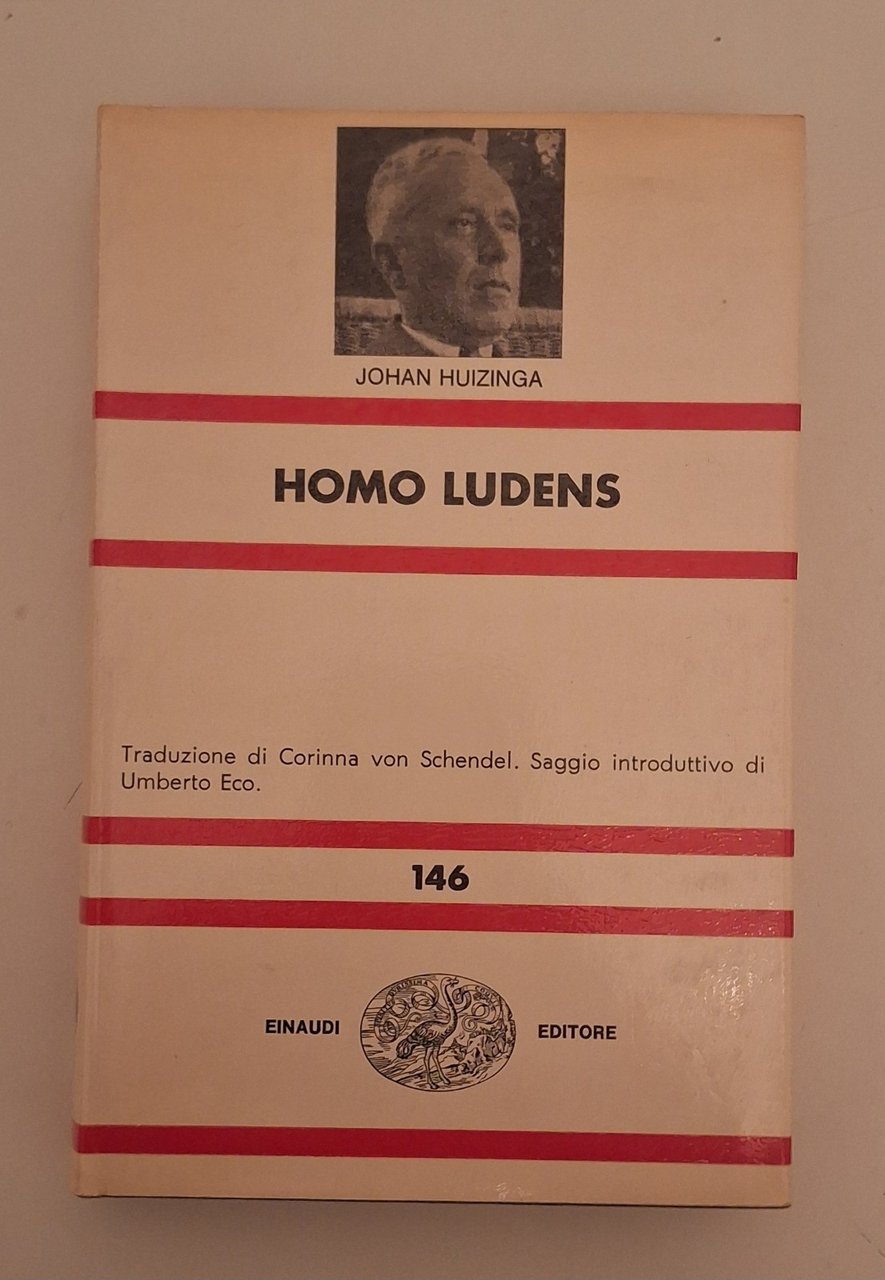 JOHAN HUIZINGA
HOMO LUDENS
Traduzione di Corinna von Schendel. Saggio introduttivo di
Umberto Eco.
146
EINAUDI
EDITORE